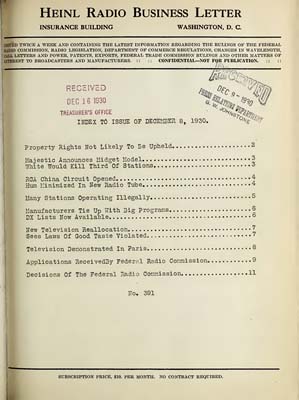 HEINL RADIO BUSINESS LETTER
INSURANCE BUILDING WASHINGTON, D. C.
ISSUED TWICE A WEEK AND CONTAINING THE LATEST INFORMATION REGARDING THE RULINGS OF THE FEDERAL
RADIO COMMISSION, RADIO LEGISLATION, DEPARTMENT OF COMMERCE REGULATIONS, CHANGES IN WAVELENGTH,
CALL LETTERS AND POWER, PATENTS, EXPORTS, FEDERAL TRADE COMMISSION RULINGS AND OTHER MATTERS OF
INTEREST TO BROADCASTERS AND MANUFACTURERS. :: :: CONFIDENTIAL—NOT FOR PUBLICATION. :: ::
RECEIVED
DEC 16 1930
TREASURER'S OFFICE
RECEIVED
DEC 9-1930
G. W. JOHNSTONE
INDEX TO ISSUE OF DECEMBER 8, 1930.
Property Rights Not Likely To Be Upheld....................2
Majestic Announces Midget Model....................3
White Would Kill Third Of Stations....................3
RCA China Circuit Opened....................4
Hum Minimized In New Radio Tube....................4
Many Stations Operating Illegally....................5
Manufacturers Tie Up With Big Programs....................6
DX Lists Now Available....................6
New Television Reallocation....................7
Sees Laws Of Good Taste Violated....................7
Television Demonstrated In Paris....................8
Applications ReceivedBy Federal Radio Commission....................9
Decisions Of The Federal Radio Commission....................11
No. 391
SUBSCRIPTION PRICE, $10. PER MONTH. NO CONTRACT REQUIRED.